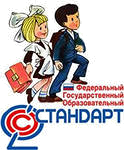 Федеральный
Государственный
Образовательный
СТАНДАРТ